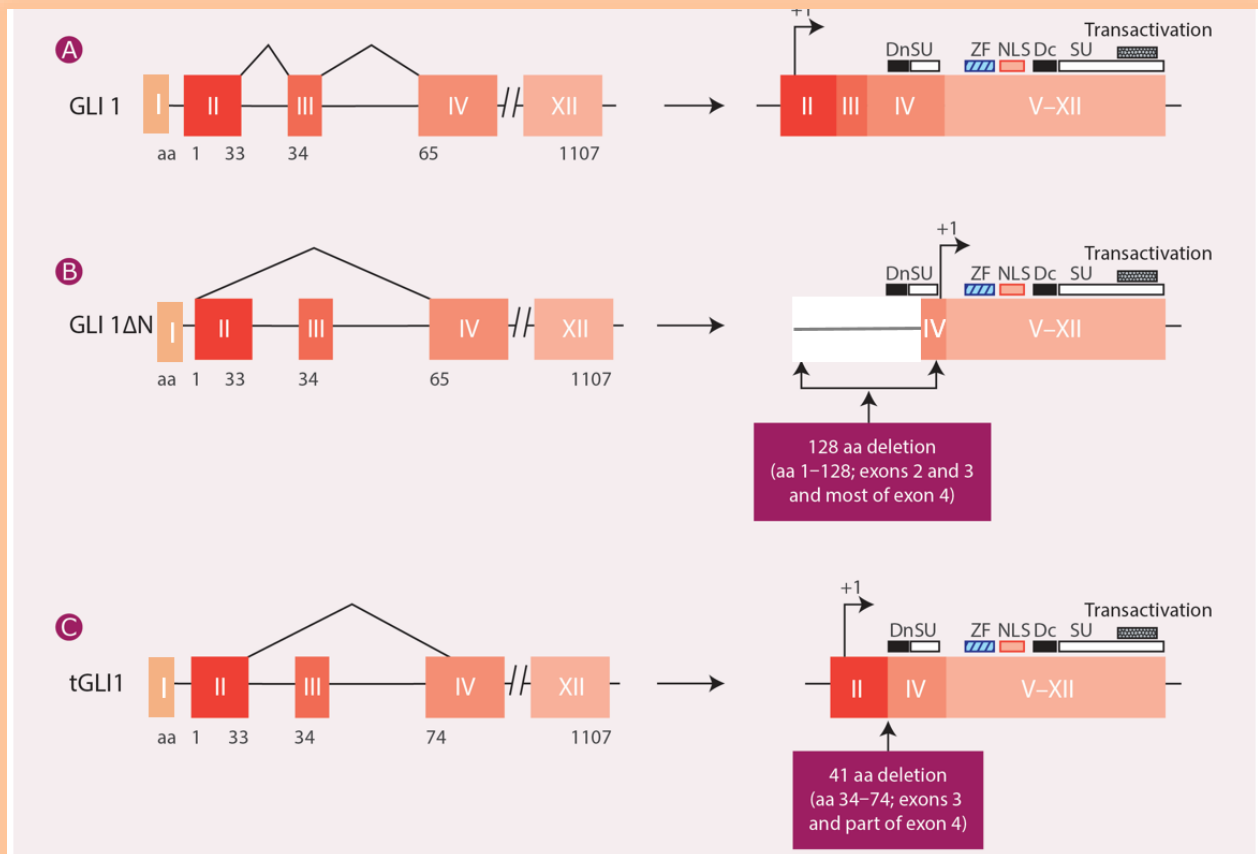 A
GLI 1
I
II
III
IV
XII
aa
1
33
34
65
1107
+1
Transactivation
DnSU
ZF
NLS
Dc
SU
II
III
IV
V–XII
B
GLI 1ΔN
I
II
III
IV
XII
aa
1
33
34
65
1107
+1
Transactivation
DnSU
ZF
NLS
Dc
SU
IV
V–XII
128 aa deletion
(aa 1–128; exons 2 and 3
and most of exon 4)
C
tGLI1
I
II
III
IV
XII
aa
1
33
34
74
1107
+1
Transactivation
DnSU
ZF
NLS
Dc
SU
II
IV
V–XII
41 aa deletion
(aa 34–74; exons 3
and part of exon 4)